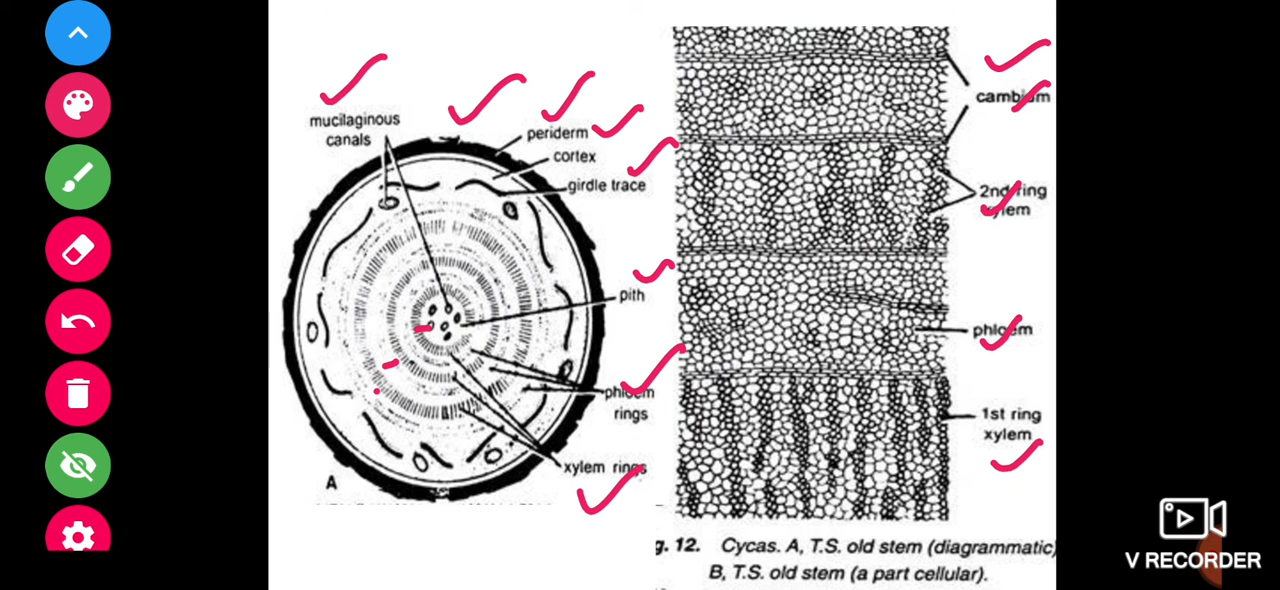 mucilaginous
canals
periderm
cortex
girdle trace
pith
phloem
rings
xylem rings
A
cambium
2nd ring
xylem
phloem
1st ring
xylem
g. 12. Cycas. A, T.S. old stem (diagrammatic)
B, T.S. old stem (a part cellular).
V RECORDER